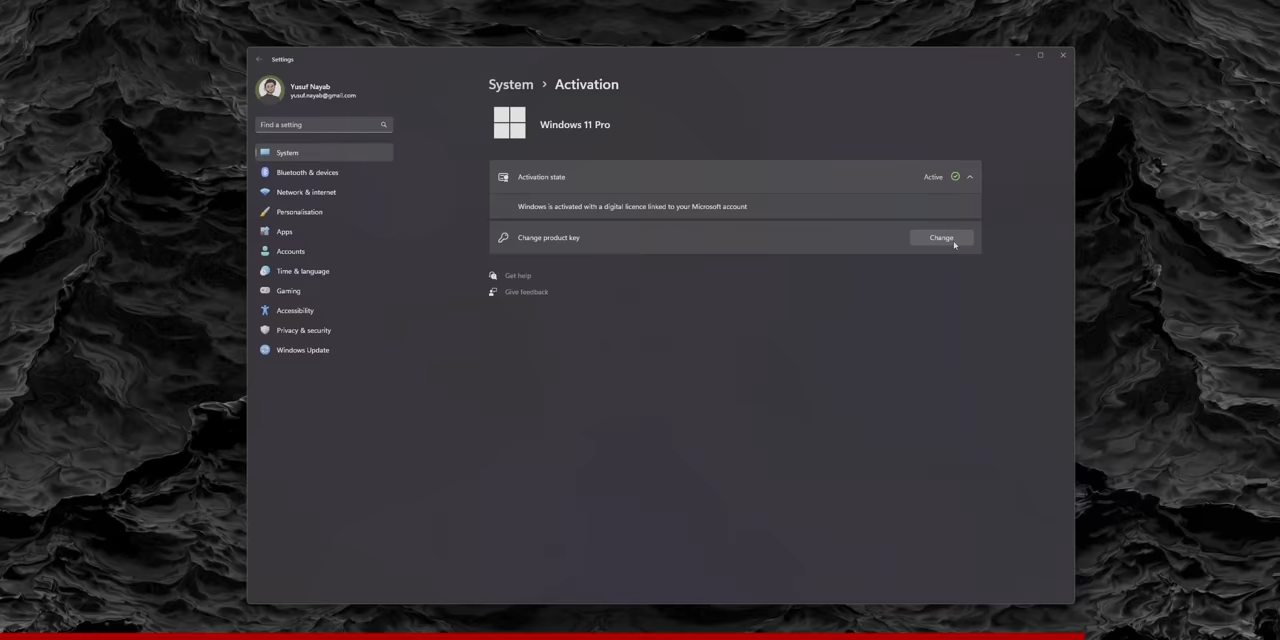 Settings
Yusuf Nayab
yusuf.nayab@gmail.com
Find a setting
System
Bluetooth & devices
Network & internet
Personalisation
Apps
Accounts
Time & language
Gaming
Accessibility
Privacy & security
Windows Update
System > Activation
Windows 11 Pro
Activation state
Active
Windows is activated with a digital licence linked to your Microsoft account
Change product key
Change
Get help
Give feedback